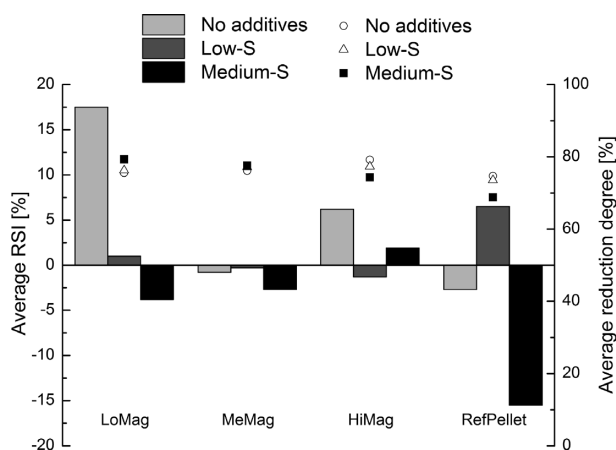 No additives No additives
Low-S Low-S
Medium-S Medium-S
20 100
15
80
10
5 60
0
-5 40
-10
20
-15
-20 0
LoMag MeMag HiMag RefPellet
Average RSI [%]
Average reduction degree [%]